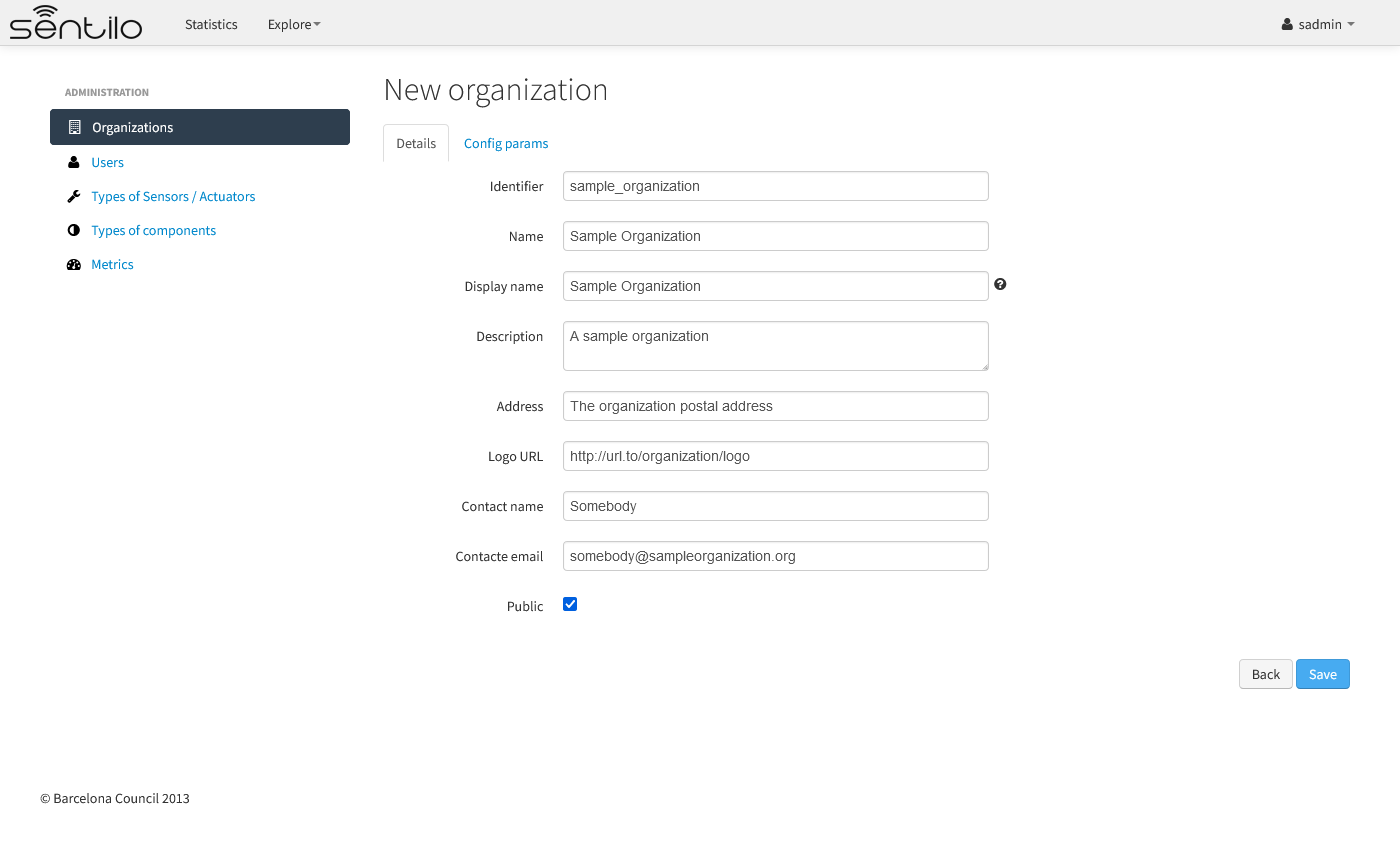 sentilo
Statistics
Explore
sadmin
ADMINISTRATION
Organizations
Users
Types of Sensors / Actuators
Types of components
Metrics
New organization
Details
Config params
Identifier
sample_organization
Name
Sample Organization
Display name
Sample Organization
Description
A sample organization
Address
The organization postal address
Logo URL
http://url.to/organization/logo
Contact name
Somebody
Contacte email
somebody@sampleorganization.org
Public
Back
Save
© Barcelona Council 2013